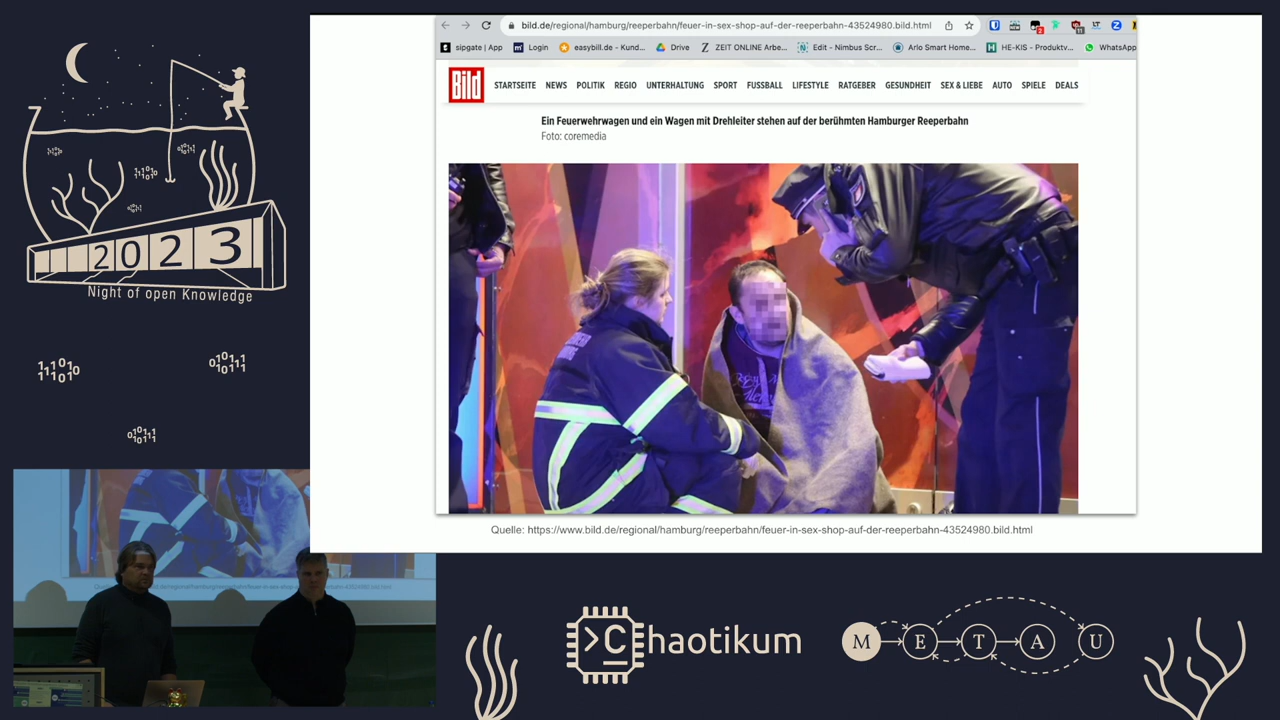 bild.de/regional/hamburg/reeperbahn/feuer-in-sex-shop-auf-der-reeperbahn-43524980.bild.html
sipgate | App
Login
easybill.de - Kund...
Drive
ZEIT ONLINE Arbe...
Edit - Nimbus Scr...
Arlo Smart Home...
HE-KIS - Produktv...
WhatsApp
Bild
STARTSEITE NEWS POLITIK REGIO UNTERHALTUNG SPORT FUSSBALL LIFESTYLE RATGEBER GESUNDHEIT SEX & LIEBE AUTO SPIELE DEALS
Ein Feuerwehrwagen und ein Wagen mit Drehleiter stehen auf der berühmten Hamburger Reeperbahn
Foto: coremedia
Quelle: https://www.bild.de/regional/hamburg/reeperbahn/feuer-in-sex-shop-auf-der-reeperbahn-43524980.bild.html
2023
Night of open Knowledge
>C haotikum
M E T A U